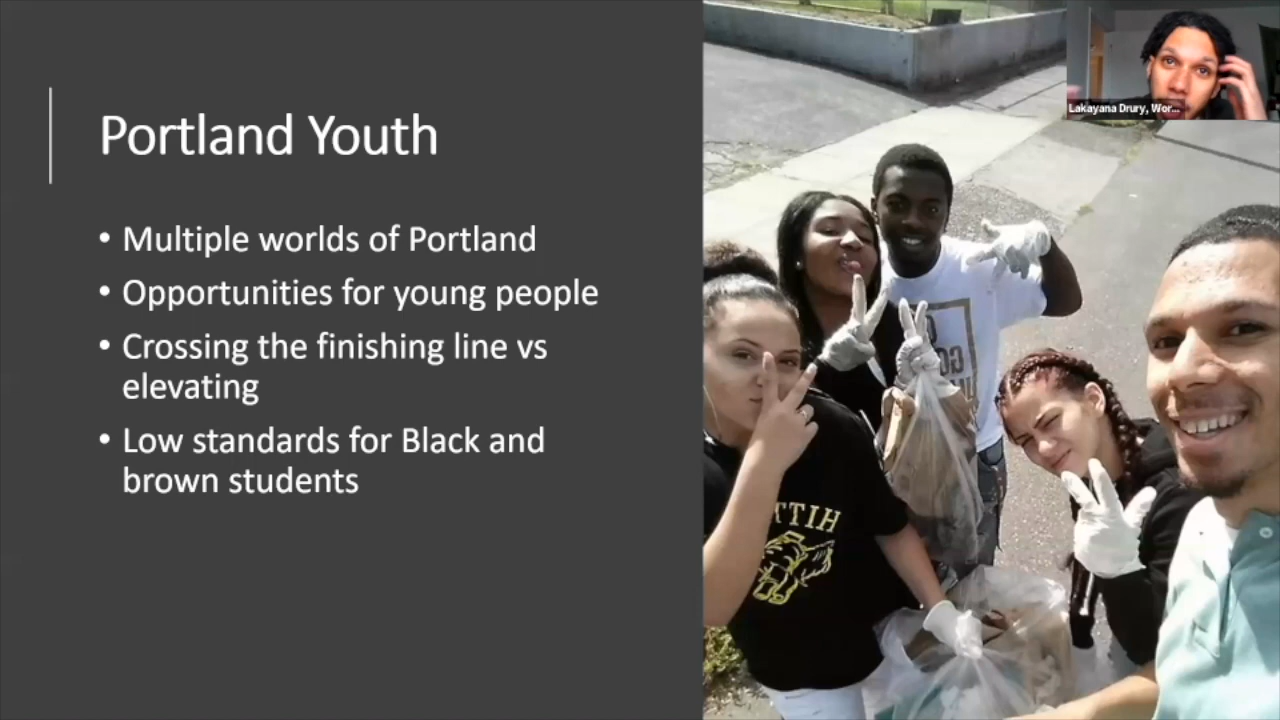 Portland Youth
• Multiple worlds of Portland
• Opportunities for young people
• Crossing the finishing line vs
elevating
• Low standards for Black and
brown students
Lakayana Drury, Wor...